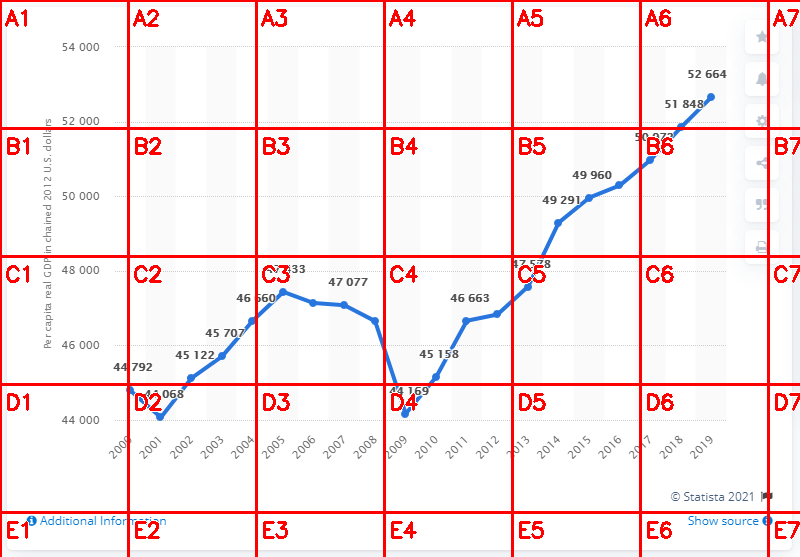 A1 A2 A3 A4 A5 A6 A7
54 000
52 664
51 848
52 000
B1 B2 B3 B4 B5 B6 B7
50 973
49 960
49 291
50 000
Per capita real GDP in chained 2012 U.S. dollars
C1 C2 C3 C4 C5 C6 C7
48 000
47 433
47 077
47 578
46 660
46 663
45 707
46 000
45 122
45 158
44 792
D1 D2 D3 D4 D5 D6 D7
44 068
44 169
44 000
2000 2001 2002 2003 2004 2005 2006 2007 2008 2009 2010 2011 2012 2013 2014 2015 2016 2017 2018 2019
© Statista 2021
Additional Information
Show source
E1 E2 E3 E4 E5 E6 E7